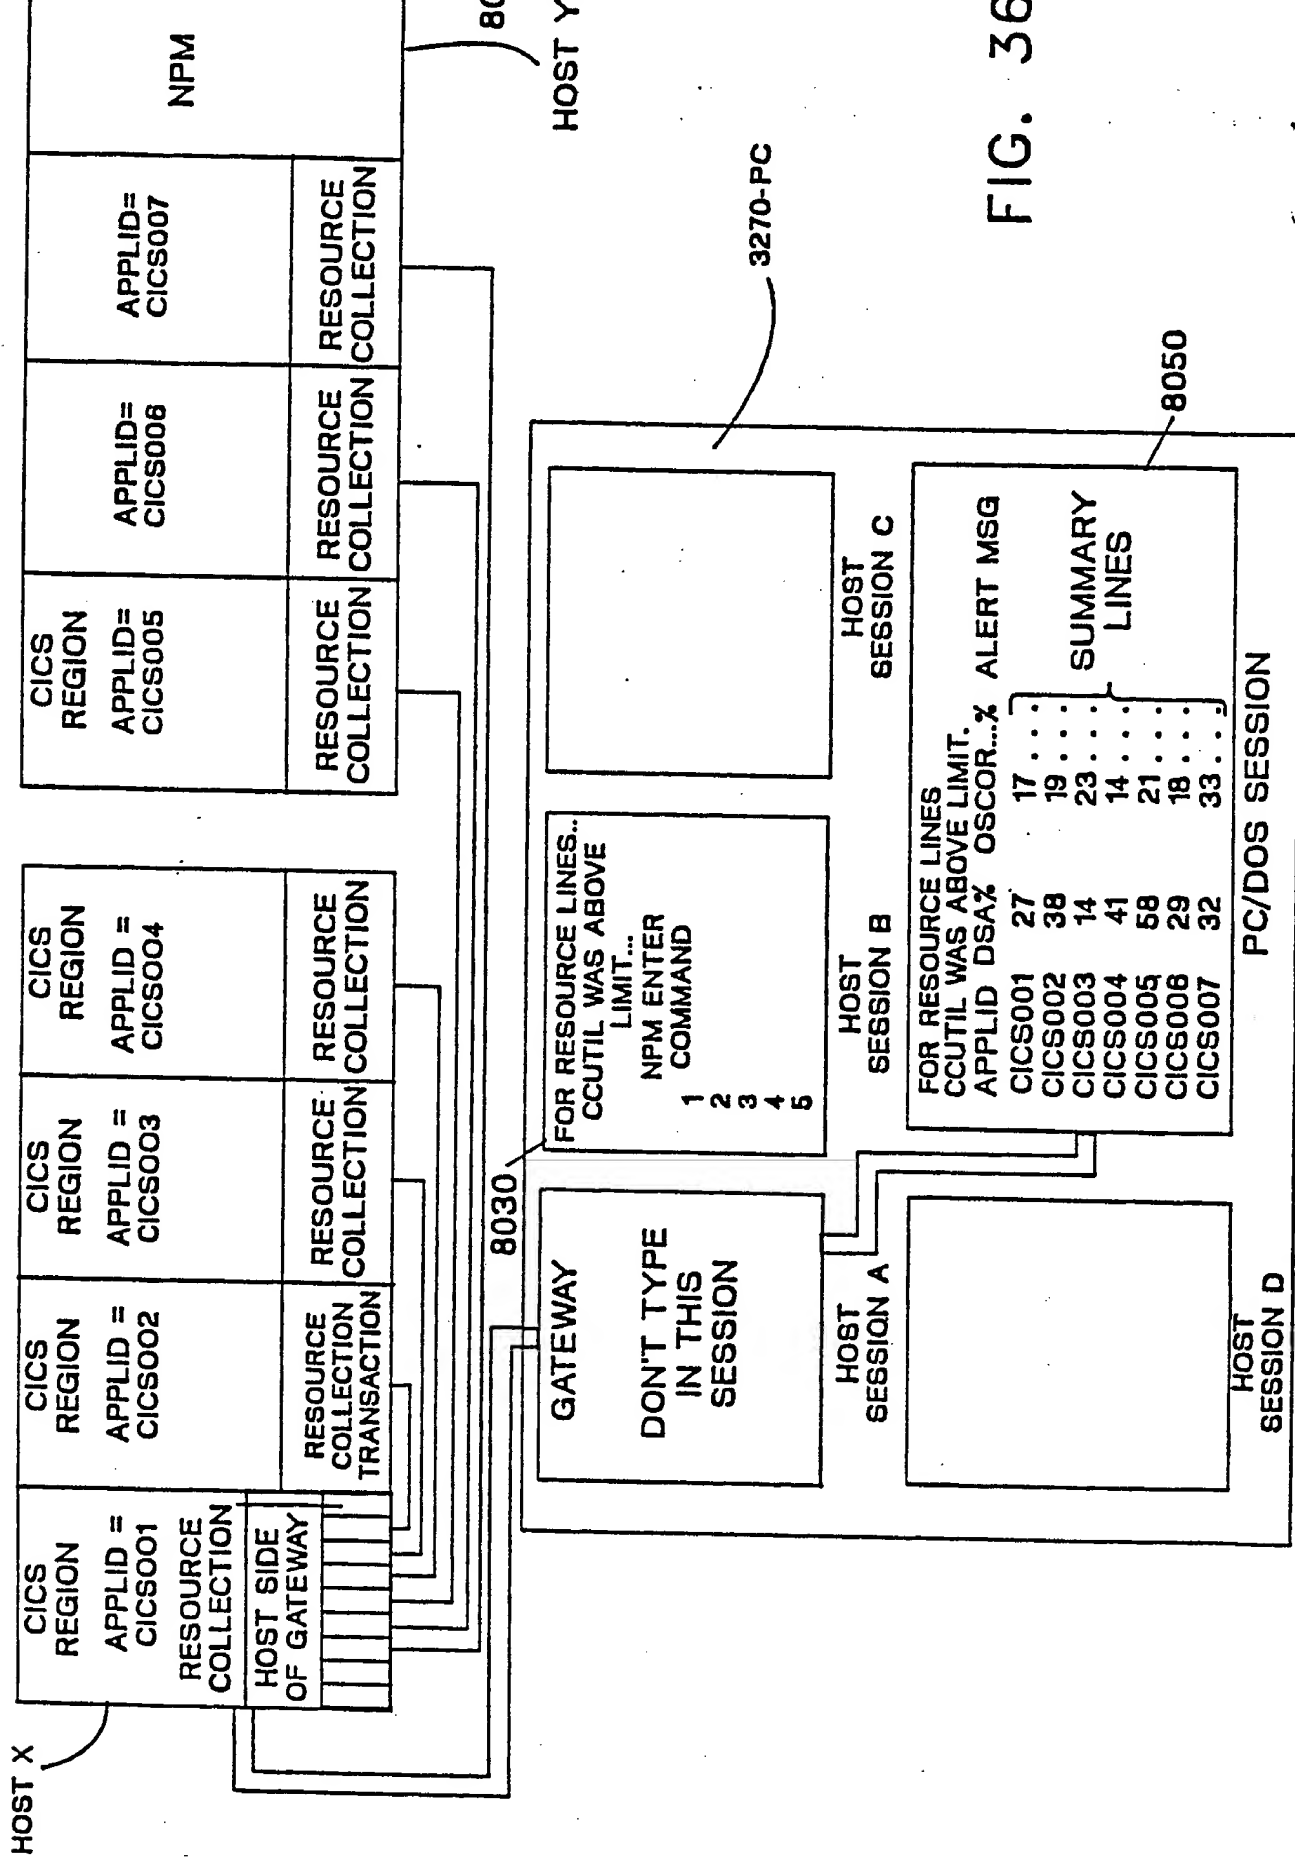 HOST X
CICS
REGION
APPLID =
CICS001
RESOURCE
COLLECTION
HOST SIDE
OF GATEWAY
CICS
REGION
APPLID =
CICS002
RESOURCE
COLLECTION
TRANSACTION
CICS
REGION
APPLID =
CICS003
RESOURCE
COLLECTION
CICS
REGION
APPLID =
CICS004
RESOURCE
COLLECTION
CICS
REGION
APPLID=
CICS005
RESOURCE
COLLECTION
APPLID=
CICS006
RESOURCE
COLLECTION
APPLID=
CICS007
RESOURCE
COLLECTION
NPM
HOST Y
80
8030
GATEWAY
DON'T TYPE
IN THIS
SESSION
HOST
SESSION A
FOR RESOURCE LINES..
CCUTIL WAS ABOVE
LIMIT...
NPM ENTER
COMMAND
1
2
3
4
5
HOST
SESSION B
HOST
SESSION C
3270-PC
HOST
SESSION D
FOR RESOURCE LINES
CCUTIL WAS ABOVE LIMIT.
APPLID DSA% OSCOR...% ALERT MSG
CICS001 27 17 . . .
CICS002 38 19 . . .
CICS003 14 23 . . .
CICS004 41 14 . . .
CICS005 58 21 . . .
CICS006 29 18 . . .
CICS007 32 33 . . .
SUMMARY
LINES
8050
PC/DOS SESSION
FIG. 36